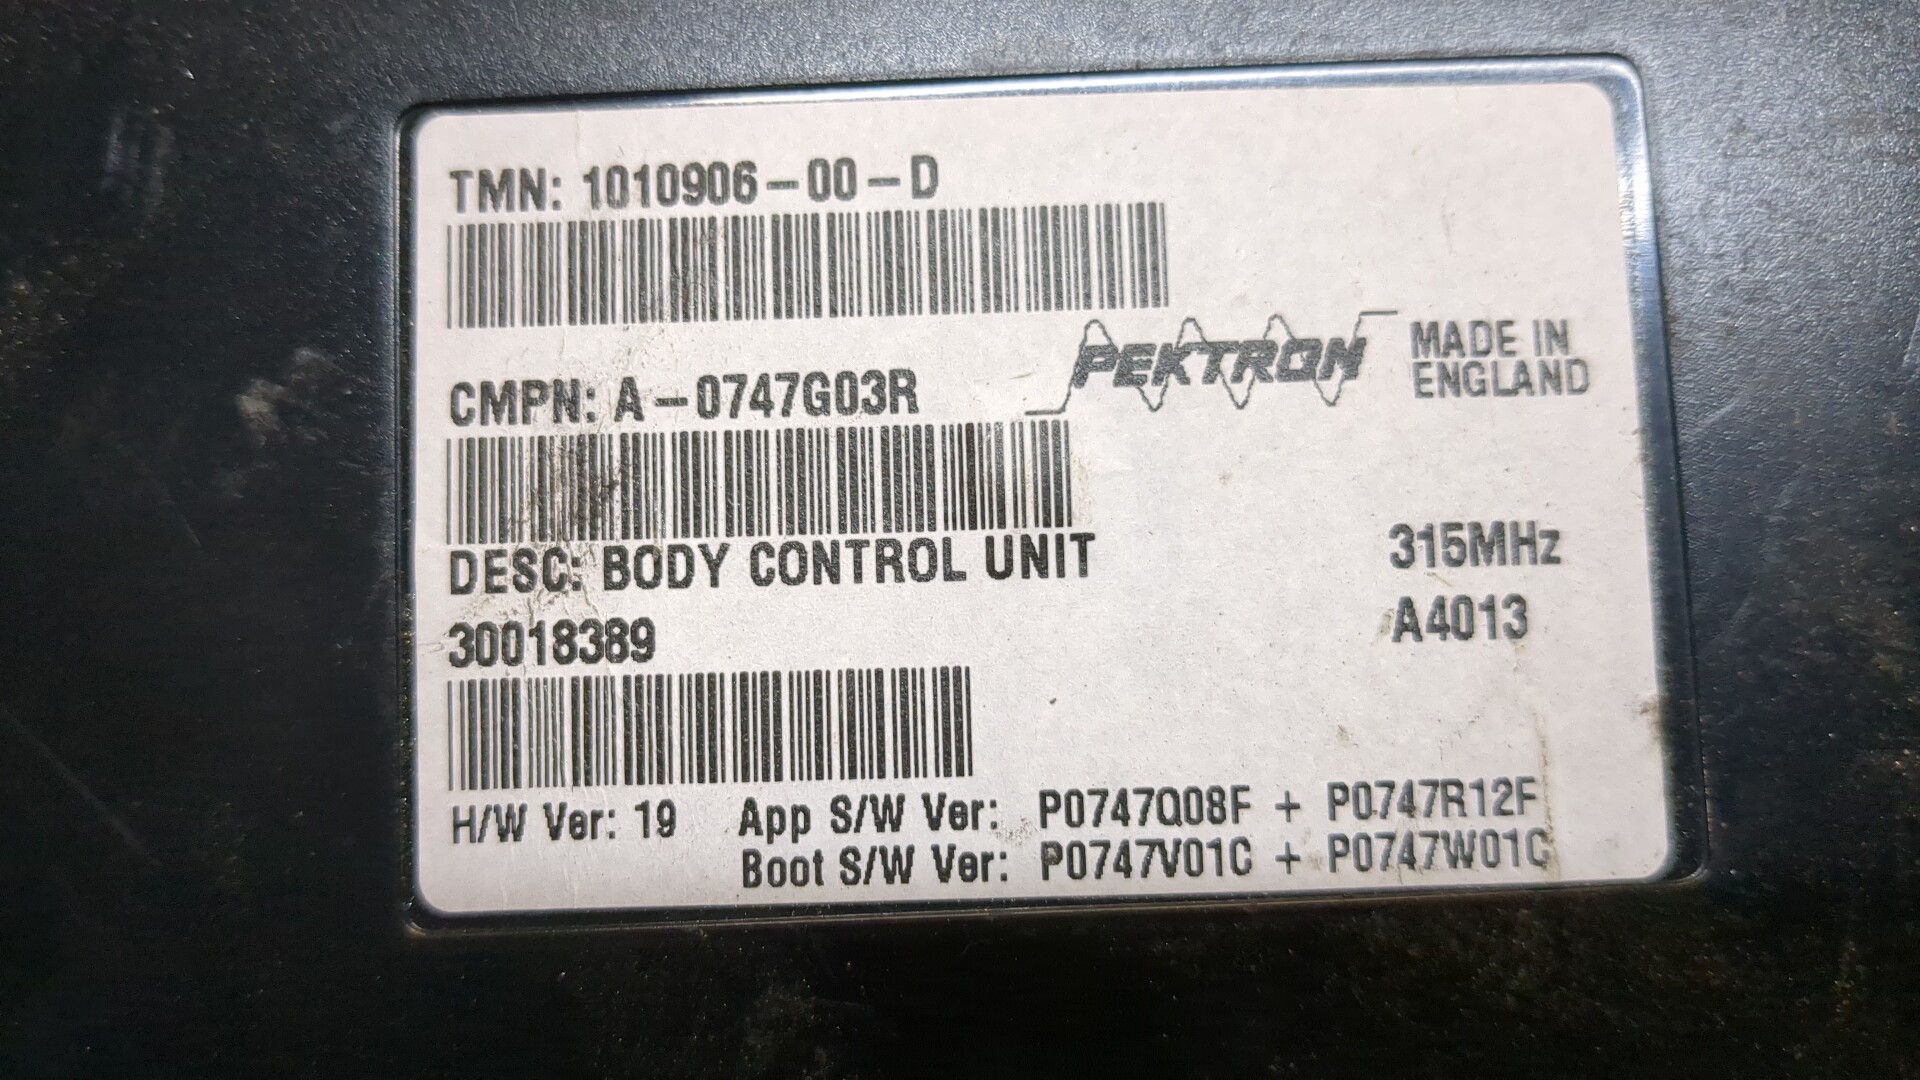 TMN: 1010906-00-D
CMPN: A-0747G03R
PEKTRON
MADE IN
ENGLAND
DESC: BODY CONTROL UNIT
315MHz
30018389
A4013
H/W Ver: 19 App S/W Ver: P0747Q08F + P0747R12F
Boot S/W Ver: P0747V01C + P0747W01C